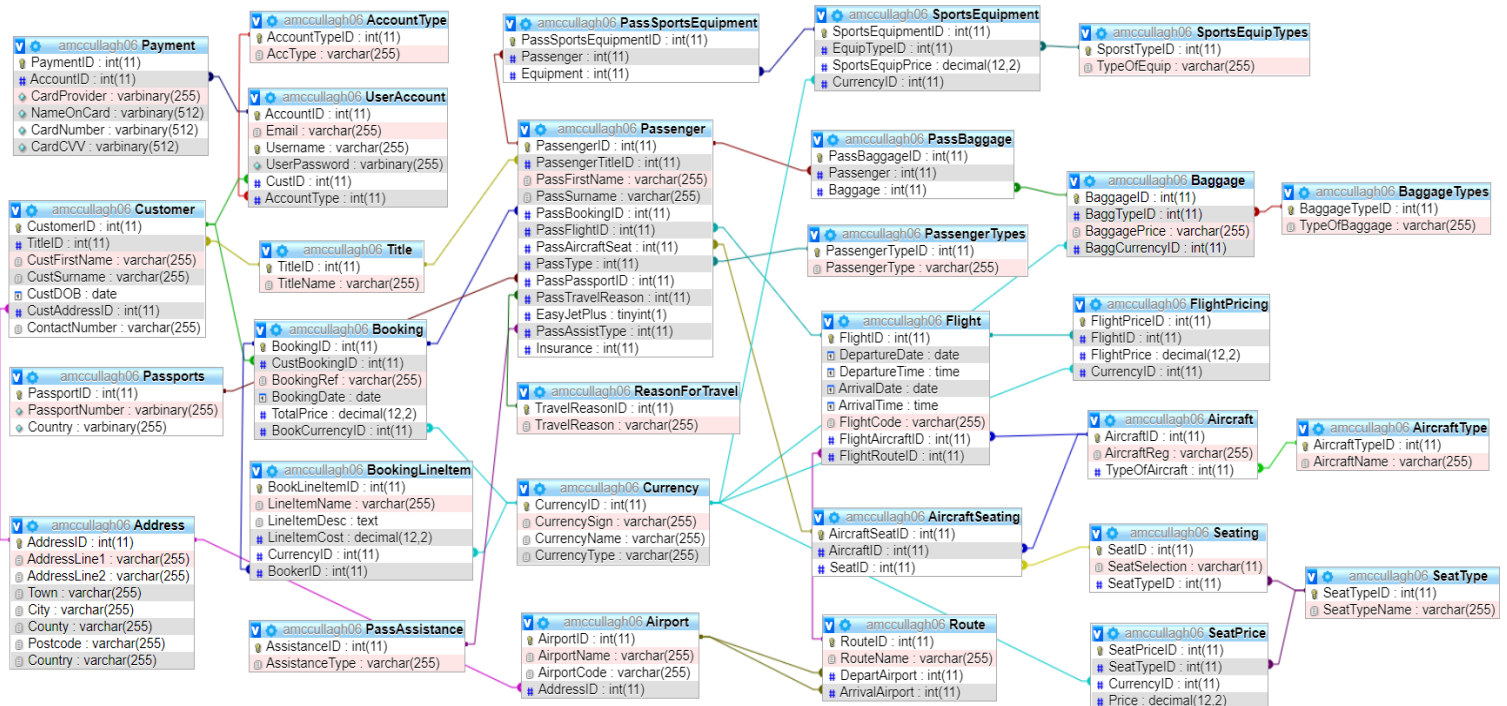 amccullagh06 Payment
PaymentID : int(11)
AccountID : int(11)
CardProvider : varbinary(255)
NameOnCard : varbinary(512)
CardNumber : varbinary(512)
CardCVV : varbinary(512)
amccullagh06 AccountType
AccountTypeID : int(11)
AccType : varchar(255)
amccullagh06 UserAccount
AccountID : int(11)
Email : varchar(255)
Username : varchar(255)
UserPassword : varbinary(255)
CustID : int(11)
AccountType : int(11)
amccullagh06 Customer
CustomerID : int(11)
TitleID : int(11)
CustFirstName : varchar(255)
CustSurname : varchar(255)
CustDOB : date
CustAddressID : int(11)
ContactNumber : varchar(255)
amccullagh06 Title
TitleID : int(11)
TitleName : varchar(255)
amccullagh06 Passports
PassportID : int(11)
PassportNumber : varbinary(255)
Country : varbinary(255)
amccullagh06 Booking
BookingID : int(11)
CustBookingID : int(11)
BookingRef : varchar(255)
BookingDate : date
TotalPrice : decimal(12,2)
BookCurrencyID : int(11)
amccullagh06 BookingLineItem
BookLineItemID : int(11)
LineItemName : varchar(255)
LineItemDesc : text
LineItemCost : decimal(12,2)
CurrencyID : int(11)
BookerID : int(11)
amccullagh06 Address
AddressID : int(11)
AddressLine1 : varchar(255)
AddressLine2 : varchar(255)
Town : varchar(255)
City : varchar(255)
County : varchar(255)
Postcode : varchar(255)
Country : varchar(255)
amccullagh06 PassAssistance
AssistanceID : int(11)
AssistanceType : varchar(255)
amccullagh06 PassSportsEquipment
PassSportsEquipmentID : int(11)
Passenger : int(11)
Equipment : int(11)
amccullagh06 Passenger
PassengerID : int(11)
PassengerTitleID : int(11)
PassFirstName : varchar(255)
PassSurname : varchar(255)
PassBookingID : int(11)
PassFlightID : int(11)
PassAircraftSeat : int(11)
PassType : int(11)
PassPassportID : int(11)
PassTravelReason : int(11)
EasyJetPlus : tinyint(1)
PassAssistType : int(11)
Insurance : int(11)
amccullagh06 ReasonForTravel
TravelReasonID : int(11)
TravelReason : varchar(255)
amccullagh06 Currency
CurrencyID : int(11)
CurrencySign : varchar(255)
CurrencyName : varchar(255)
CurrencyType : varchar(255)
amccullagh06 Airport
AirportID : int(11)
AirportName : varchar(255)
AirportCode : varchar(255)
AddressID : int(11)
amccullagh06 SportsEquipment
SportsEquipmentID : int(11)
EquipTypeID : int(11)
SportsEquipPrice : decimal(12,2)
CurrencyID : int(11)
amccullagh06 SportsEquipTypes
SporstTypeID : int(11)
TypeOfEquip : varchar(255)
amccullagh06 PassBaggage
PassBaggageID : int(11)
Passenger : int(11)
Baggage : int(11)
amccullagh06 Baggage
BaggageID : int(11)
BaggTypeID : int(11)
BaggagePrice : varchar(255)
BaggCurrencyID : int(11)
amccullagh06 BaggageTypes
BaggageTypeID : int(11)
TypeOfBaggage : varchar(255)
amccullagh06 PassengerTypes
PassengerTypeID : int(11)
PassengerType : varchar(255)
amccullagh06 Flight
FlightID : int(11)
DepartureDate : date
DepartureTime : time
ArrivalDate : date
ArrivalTime : time
FlightCode : varchar(255)
FlightAircraftID : int(11)
FlightRouteID : int(11)
amccullagh06 FlightPricing
FlightPriceID : int(11)
FlightID : int(11)
FlightPrice : decimal(12,2)
CurrencyID : int(11)
amccullagh06 Aircraft
AircraftID : int(11)
AircraftReg : varchar(255)
TypeOfAircraft : int(11)
amccullagh06 AircraftType
AircraftTypeID : int(11)
AircraftName : varchar(255)
amccullagh06 AircraftSeating
AircraftSeatID : int(11)
AircraftID : int(11)
SeatID : int(11)
amccullagh06 Seating
SeatID : int(11)
SeatSelection : varchar(11)
SeatTypeID : int(11)
amccullagh06 SeatType
SeatTypeID : int(11)
SeatTypeName : varchar(255)
amccullagh06 Route
RouteID : int(11)
RouteName : varchar(255)
DepartAirport : int(11)
ArrivalAirport : int(11)
amccullagh06 SeatPrice
SeatPriceID : int(11)
SeatTypeID : int(11)
CurrencyID : int(11)
Price : decimal(12,2)